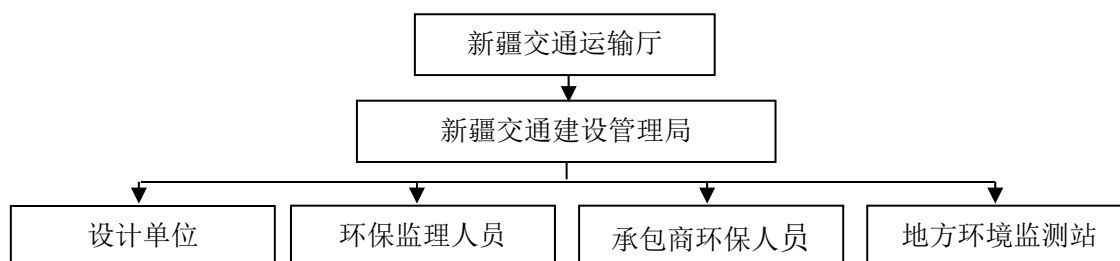 新疆交通运输厅
新疆交通建设管理局
设计单位
环保监理人员
承包商环保人员
地方环境监测站